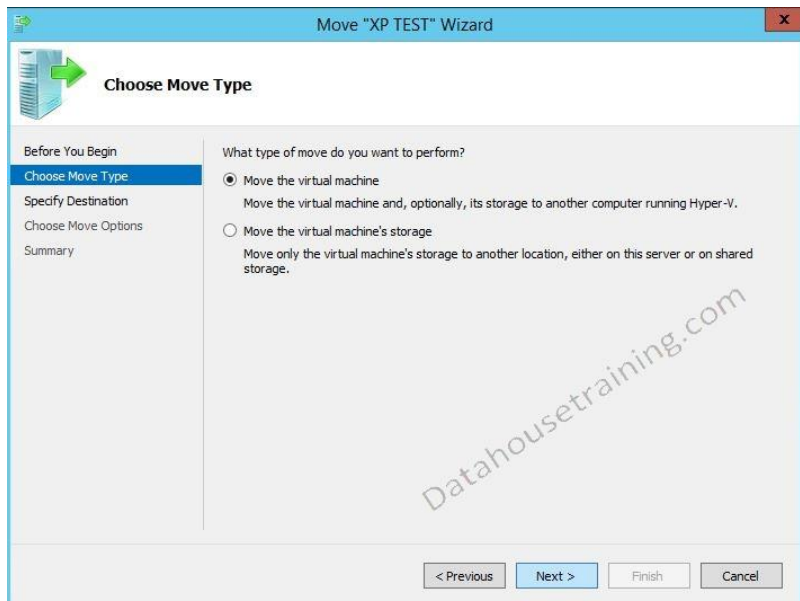 Move "XP TEST" Wizard
x
Choose Move Type
Before You Begin
Choose Move Type
Specify Destination
Choose Move Options
Summary
What type of move do you want to perform?
Move the virtual machine
Move the virtual machine and, optionally, its storage to another computer running Hyper-V.
Move the virtual machine's storage
Move only the virtual machine's storage to another location, either on this server or on shared
storage.
Datahousetraining.com
< Previous
Next >
Finish
Cancel